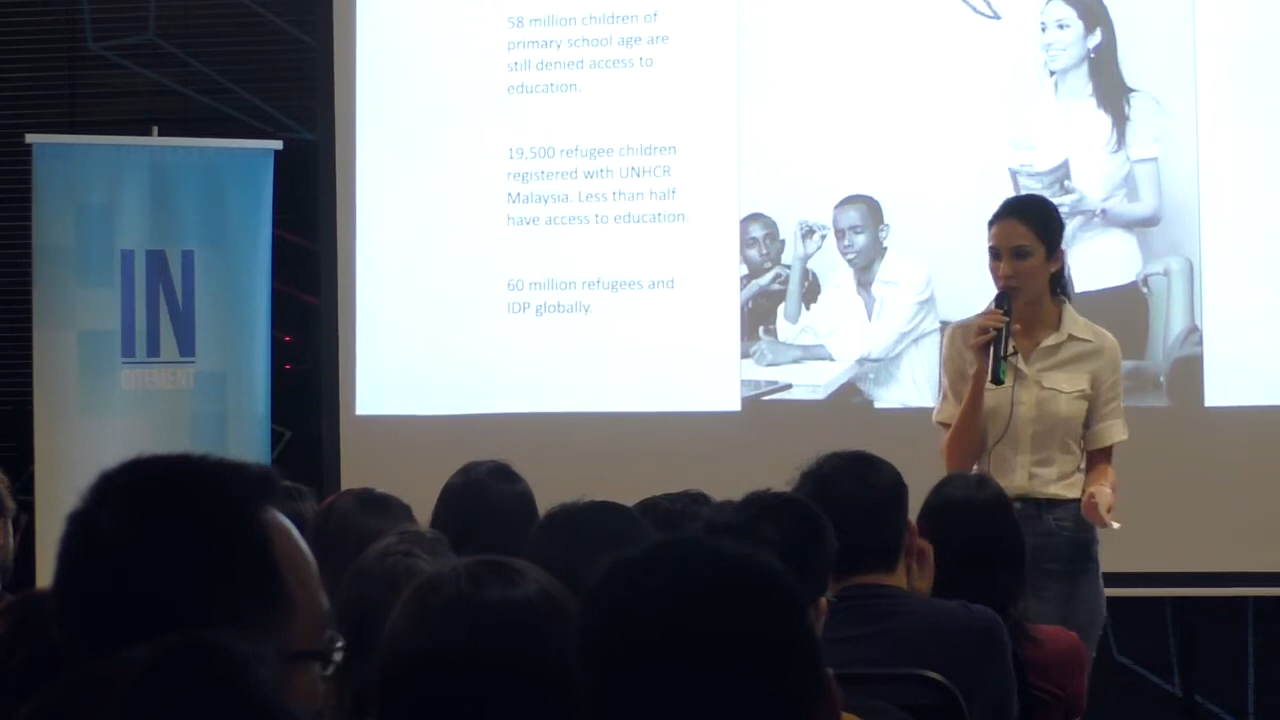 58 million children of
primary school age are
still denied access to
education.
19,500 refugee children
registered with UNHCR
Malaysia. Less than half
have access to education.
60 million refugees and
IDP globally.
IN
CITEMENT